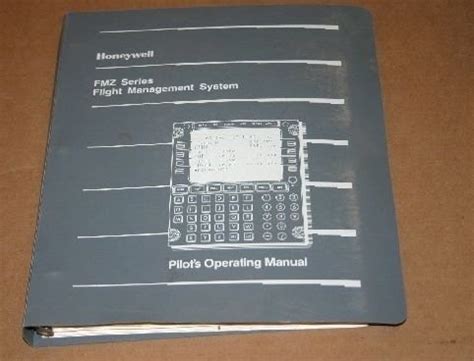 Honeywell
FMZ Series
Flight Management System
Pilot's Operating Manual